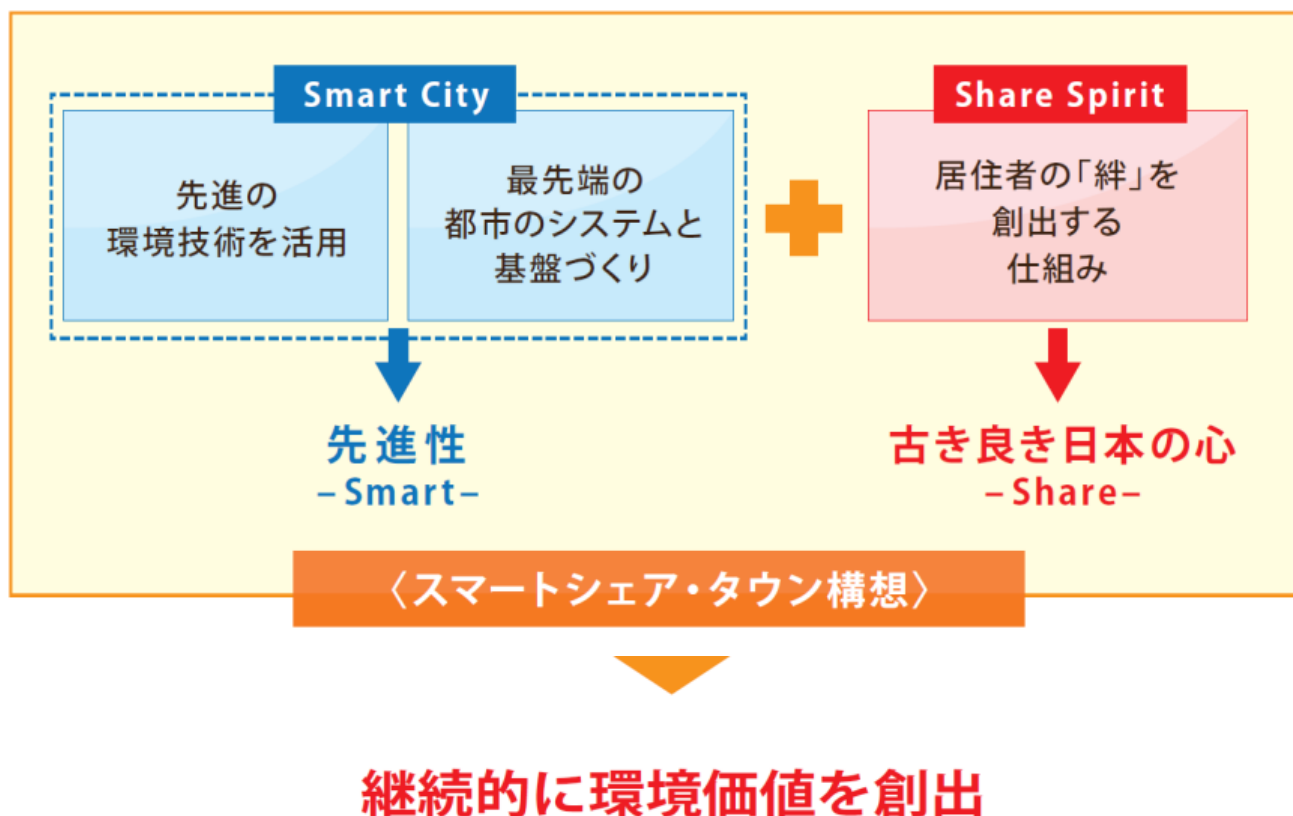 Smart City
先進の
環境技術を活用
最先端の
都市のシステムと
基盤づくり
Share Spirit
居住者の「絆」を
創出する
仕組み
先進性
–Smart–
古き良き日本の心
–Share–
〈スマートシェア・タウン構想〉
継続的に環境価値を創出